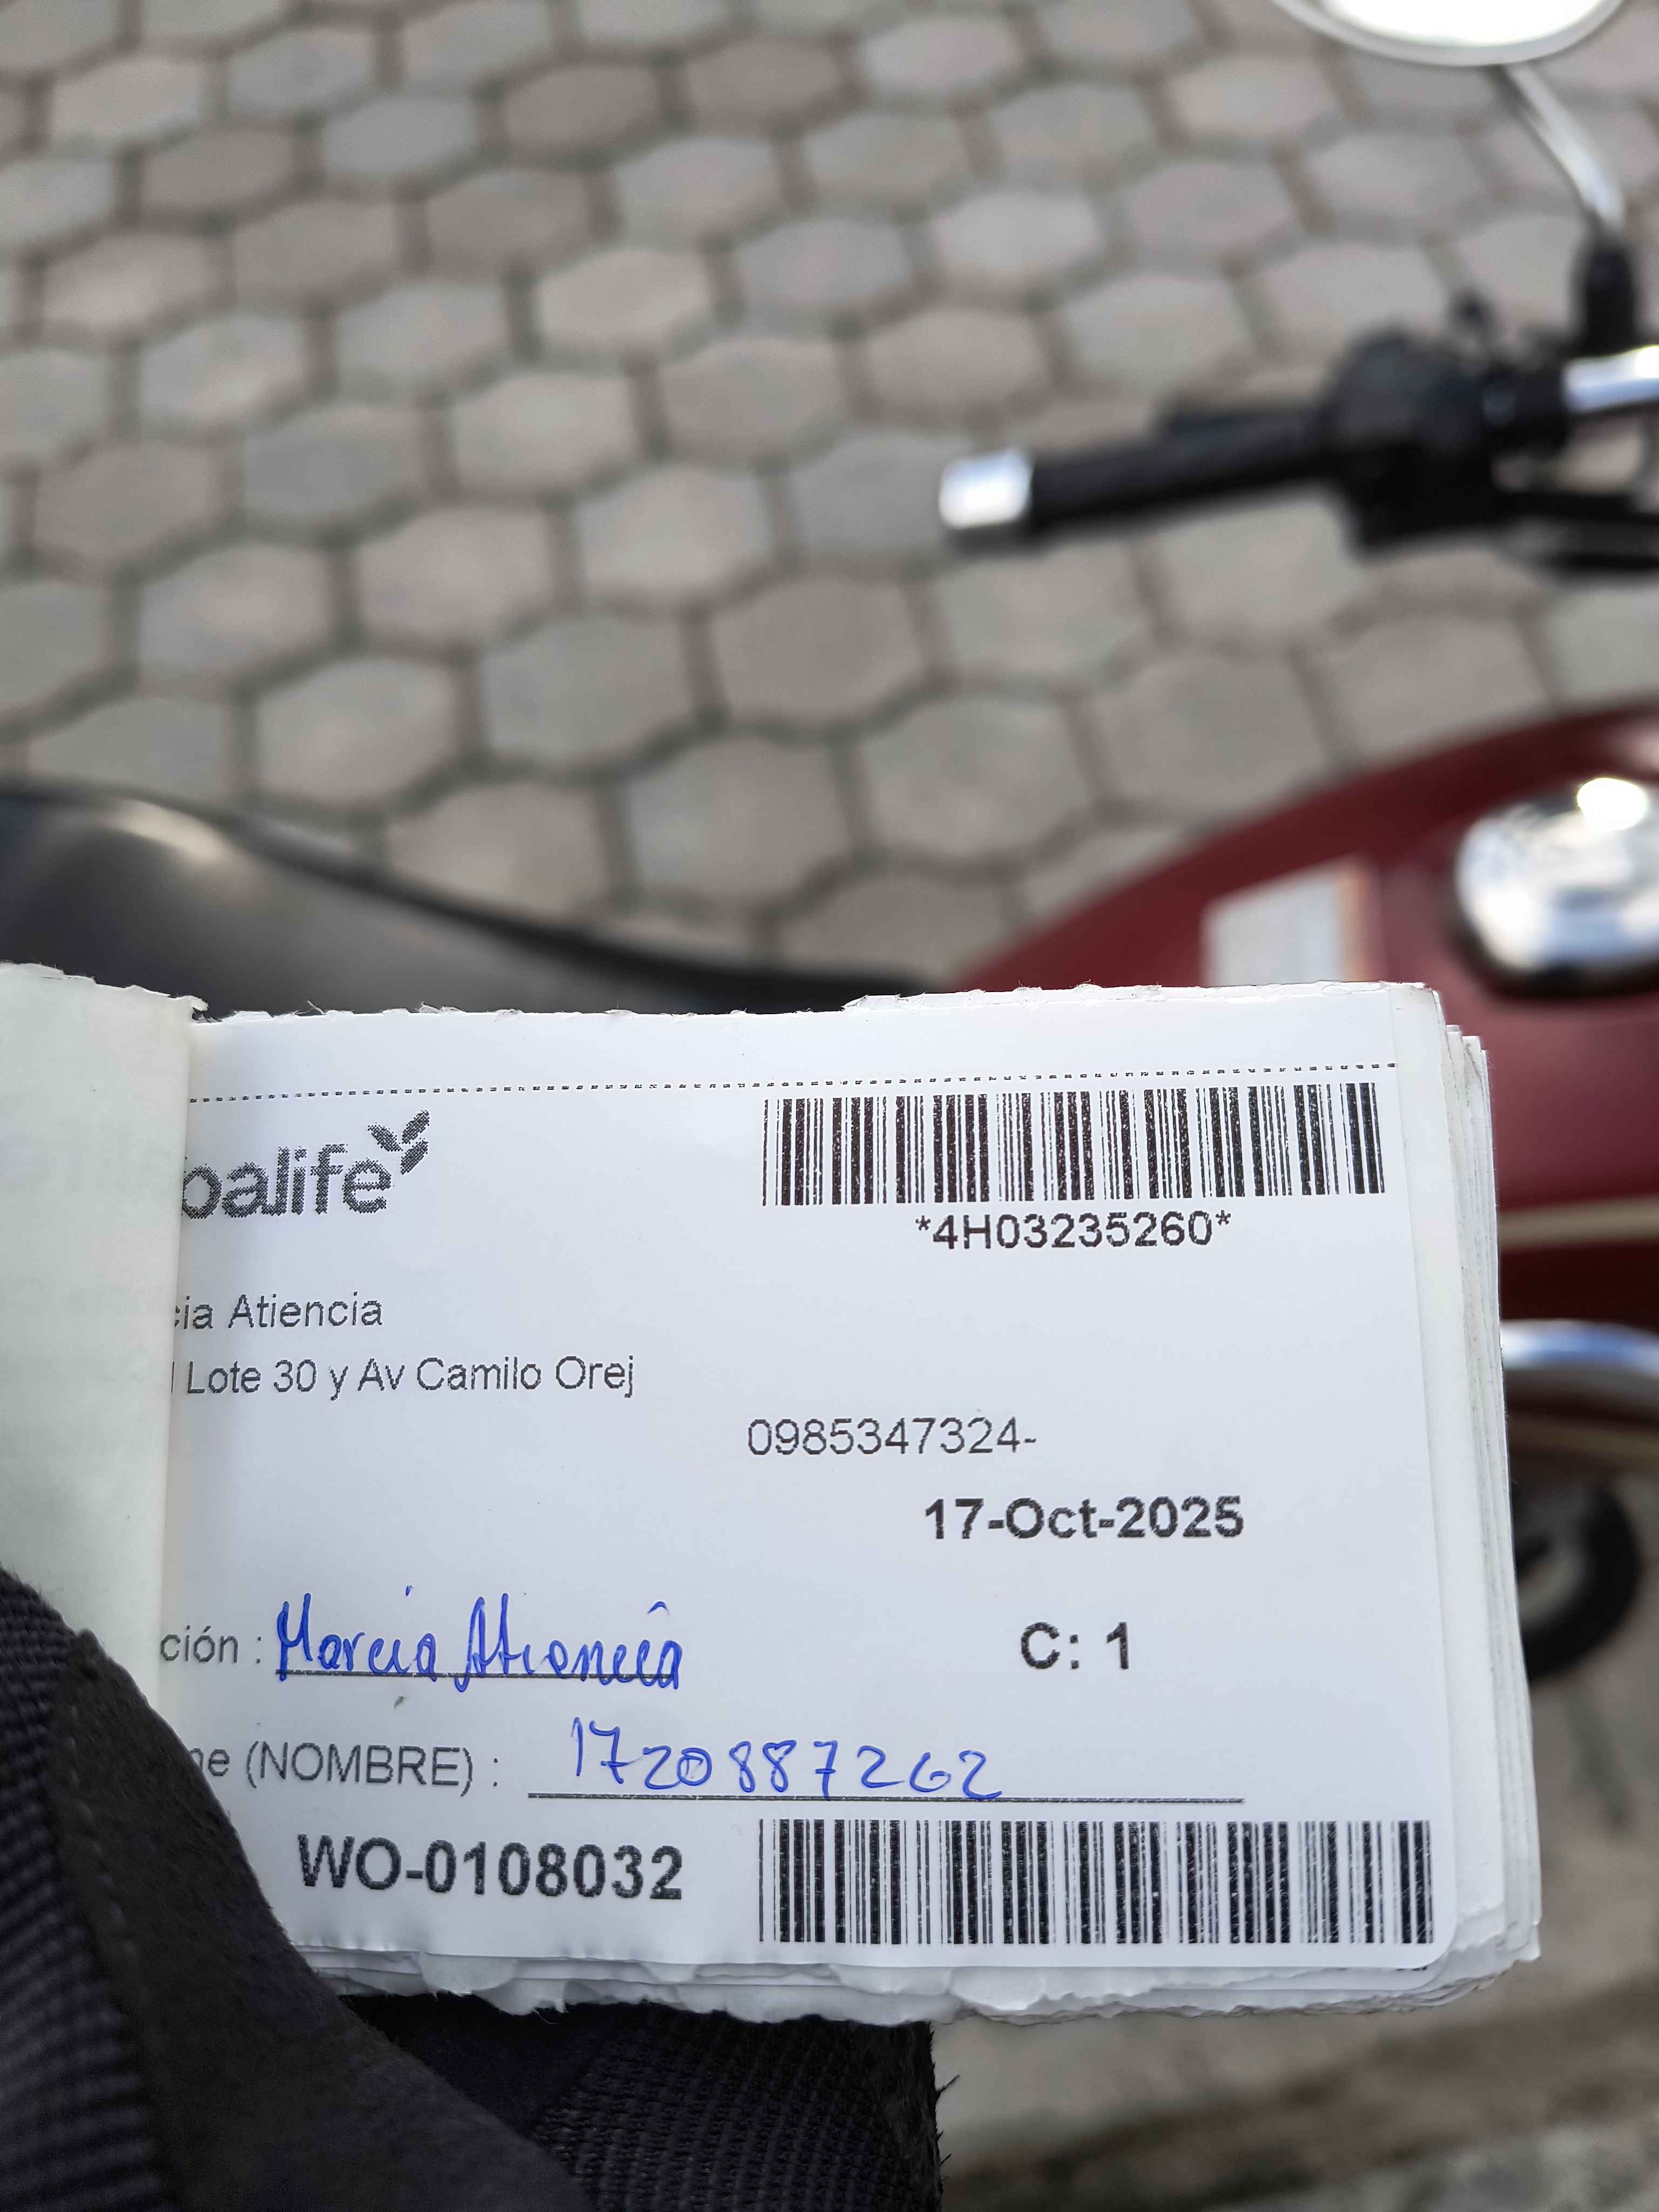 balife
*4H03235260*
cia Atiencia
Lote 30 y Av Camilo Orej
0985347324-
17-Oct-2025
ción : Marcia Atiencia
C: 1
ne (NOMBRE) : 1720887262
WO-0108032